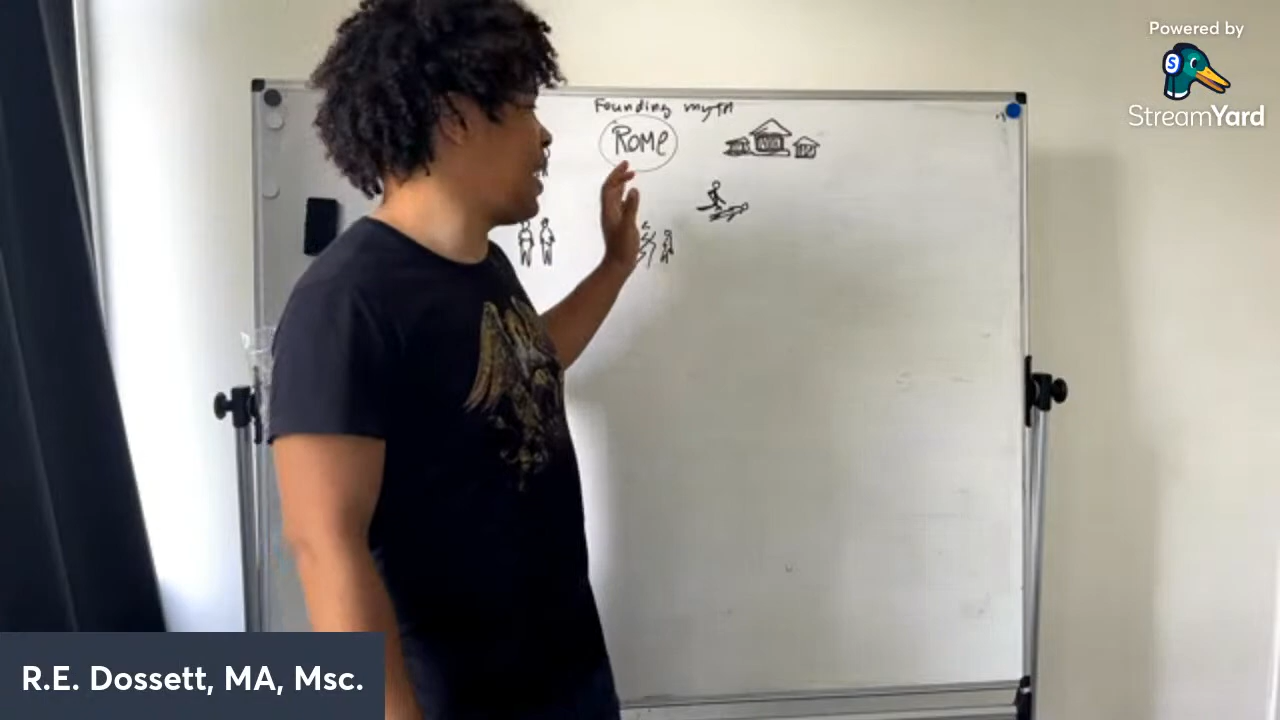 Powered by
S
StreamYard
Founding myth
Rome
R.E. Dossett, MA, Msc.